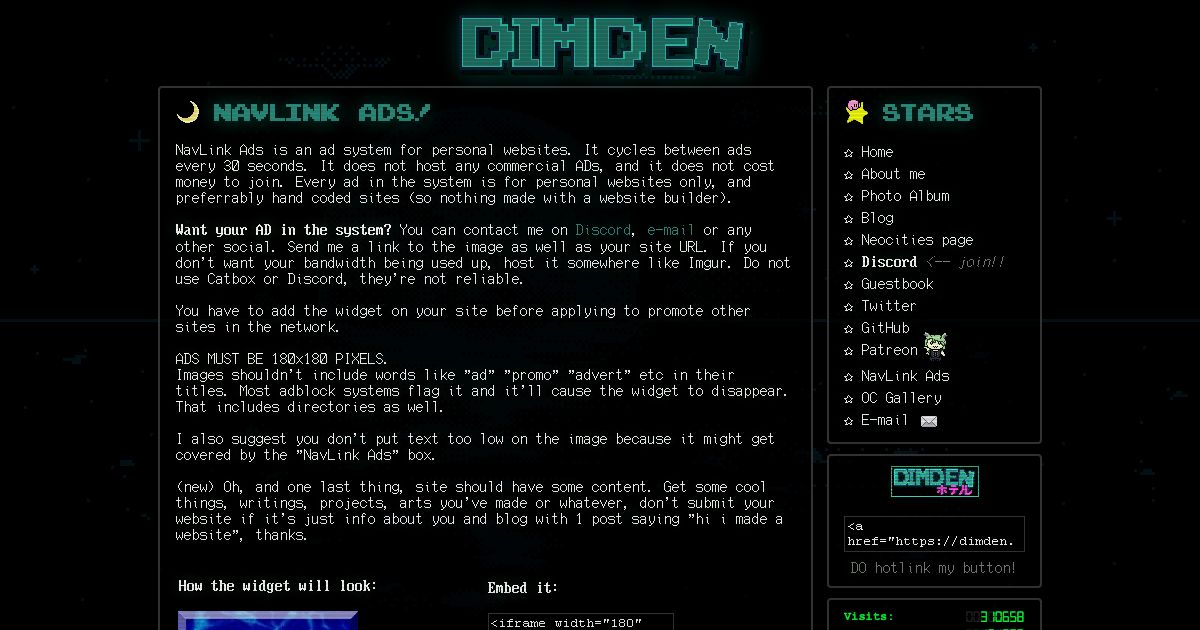 DIMDEN
NAVLINK ADS!
NavLink Ads is an ad system for personal websites. It cycles between ads
every 30 seconds. It does not host any commercial ADs, and it does not cost
money to join. Every ad in the system is for personal websites only, and
preferrably hand coded sites (so nothing made with a website builder).
Want your AD in the system? You can contact me on Discord, e-mail or any
other social. Send me a link to the image as well as your site URL. If you
don't want your bandwidth being used up, host it somewhere like Imgur. Do not
use Catbox or Discord, they're not reliable.
You have to add the widget on your site before applying to promote other
sites in the network.
ADS MUST BE 180x180 PIXELS.
Images shouldn't include words like "ad" "promo" "advert" etc in their
titles. Most adblock systems flag it and it'll cause the widget to disappear.
That includes directories as well.
I also suggest you don't put text too low on the image because it might get
covered by the "NavLink Ads" box.
(new) Oh, and one last thing, site should have some content. Get some cool
things, writings, projects, arts you've made or whatever, don't submit your
website if it's just info about you and blog with 1 post saying "hi i made a
website", thanks.
How the widget will look:
Embed it:
<iframe width="180"
STARS
☆ Home
☆ About me
☆ Photo Album
☆ Blog
☆ Neocities page
☆ Discord <-- join!!
☆ Guestbook
☆ Twitter
☆ GitHub
☆ Patreon
☆ NavLink Ads
☆ OC Gallery
☆ E-mail
DIMDEN
ホテル
<a
href="https://dimden.
DO hotlink my button!
Visits: 00310658